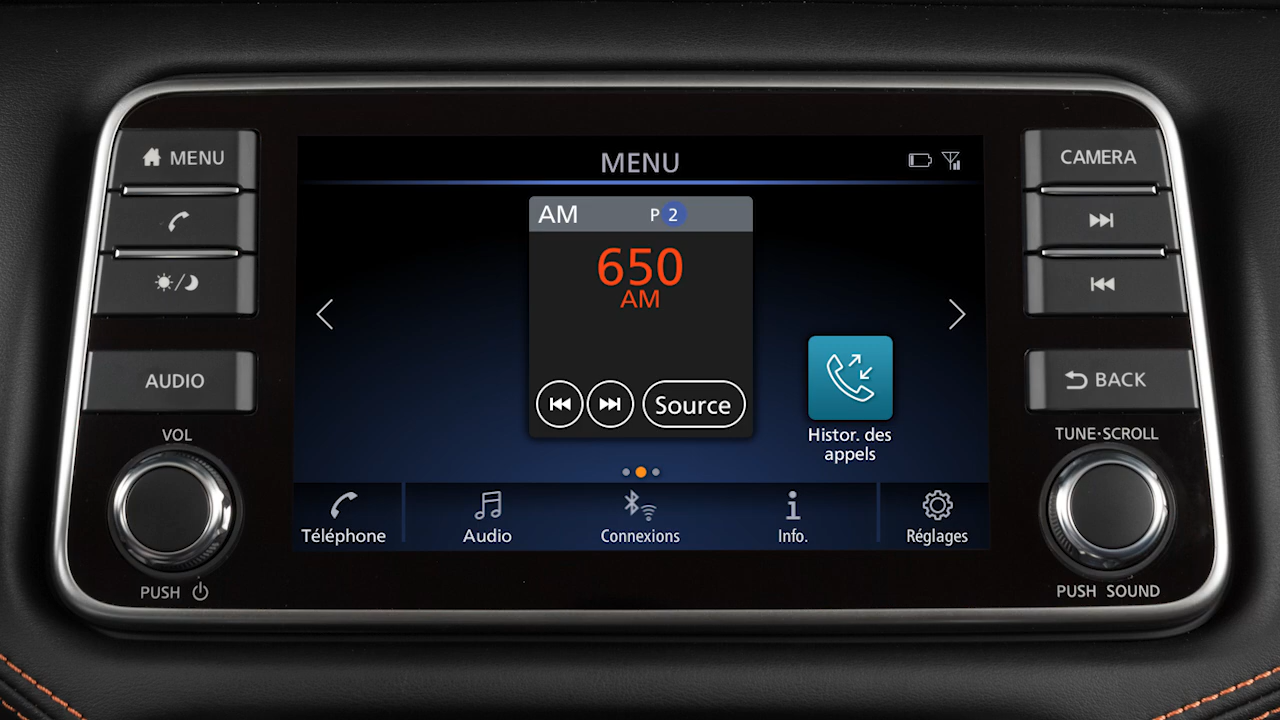 MENU
AUDIO
VOL
PUSH
MENU
AM P 2
650
AM
Source
Histor. des
appels
Téléphone
Audio
Connexions
Info.
Réglages
CAMERA
BACK
TUNE·SCROLL
PUSH SOUND